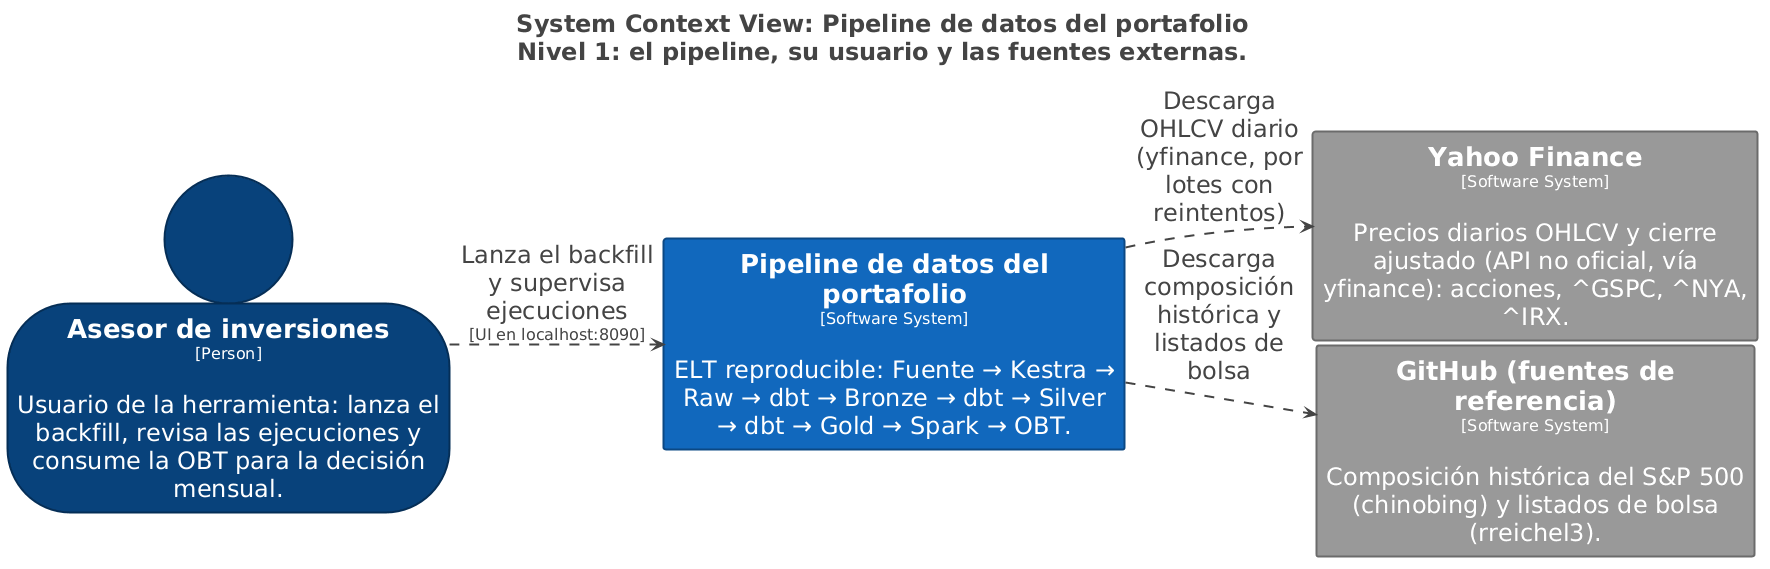 System Context View: Pipeline de datos del portafolio
Nivel 1: el pipeline, su usuario y las fuentes externas.
Asesor de inversiones
[Person]
Usuario de la herramienta: lanza el
backfill, revisa las ejecuciones y
consume la OBT para la decisión
mensual.
Lanza el backfill
y supervisa
ejecuciones
[UI en localhost:8090]
Pipeline de datos del
portafolio
[Software System]
ELT reproducible: Fuente → Kestra →
Raw → dbt → Bronze → dbt → Silver
→ dbt → Gold → Spark → OBT.
Descarga
OHLCV diario
(yfinance, por
lotes con
reintentos)
Descarga
composición
histórica y
listados de
bolsa
Yahoo Finance
[Software System]
Precios diarios OHLCV y cierre
ajustado (API no oficial, vía
yfinance): acciones, ^GSPC, ^NYA,
^IRX.
GitHub (fuentes de
referencia)
[Software System]
Composición histórica del S&P 500
(chinobing) y listados de bolsa
(rreichel3).